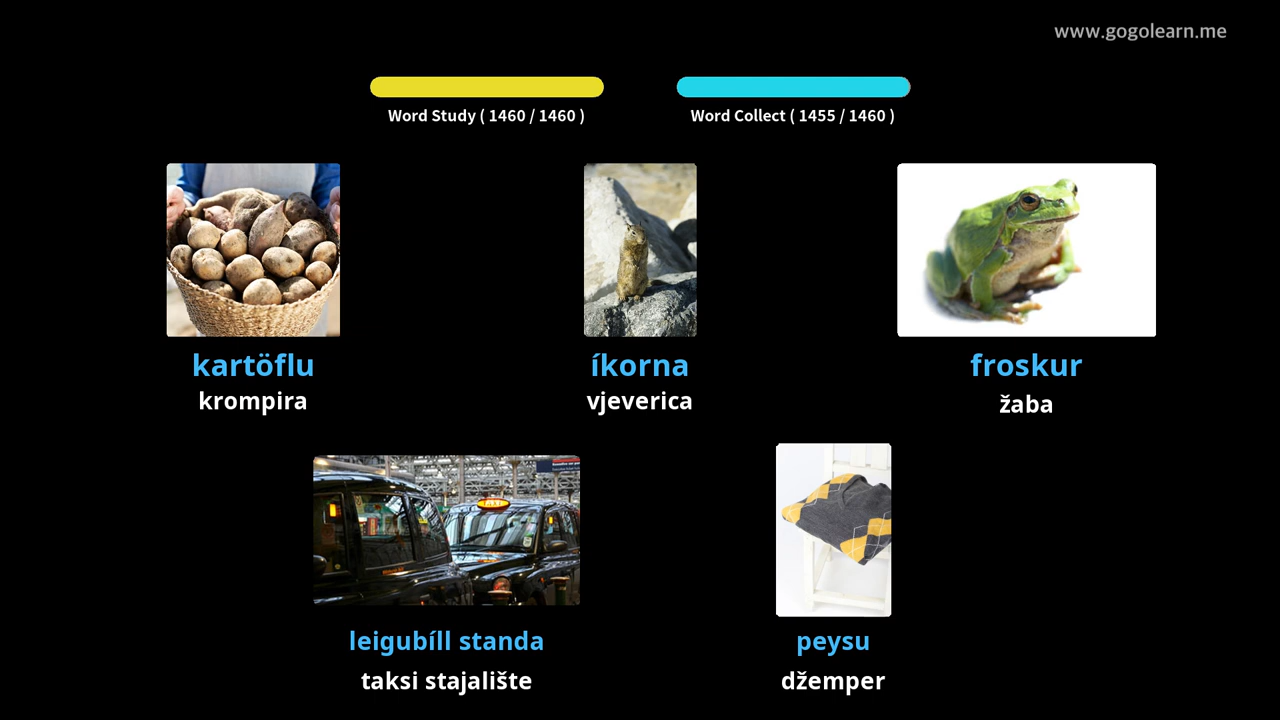 www.gogolearn.me
Word Study ( 1460 / 1460 )
Word Collect ( 1455 / 1460 )
kartöflu
krompira
íkorna
vjeverica
froskur
žaba
TAXI
leigubíll standa
taksi stajalište
peysu
džemper